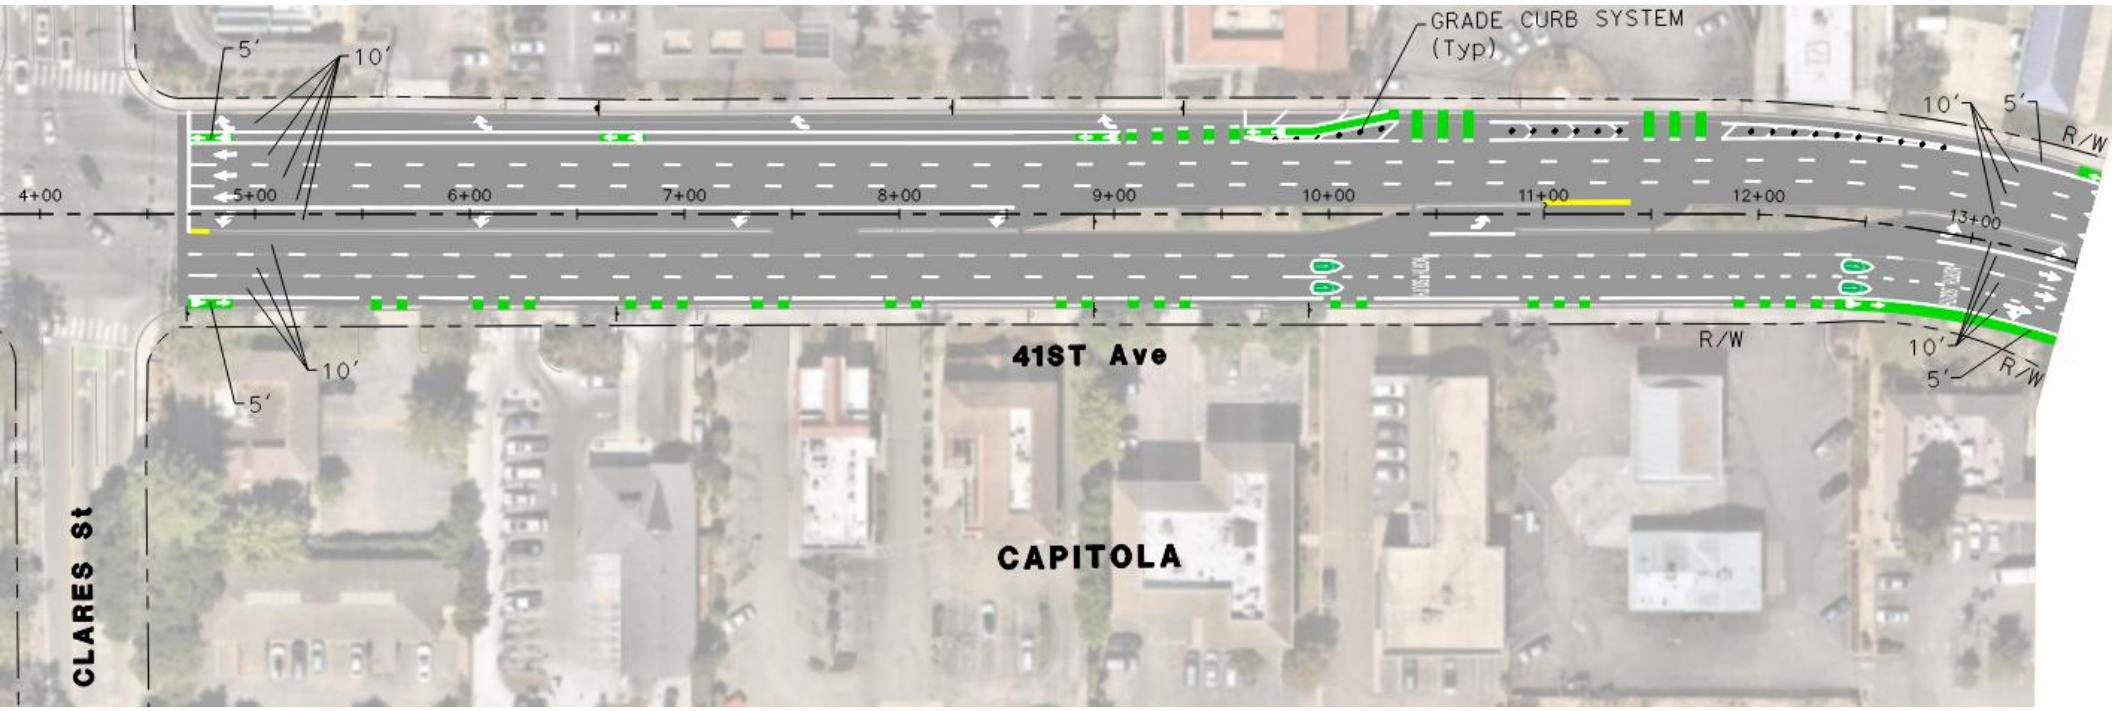 GRADE CURB SYSTEM
(Typ)
5'
10'
10'
5'
R/W
4+00
5+00
6+00
7+00
8+00
9+00
10+00
11+00
12+00
13+00
10'
5'
41ST Ave
R/W
10'
5'
R/W
CLARES St
CAPITOLA